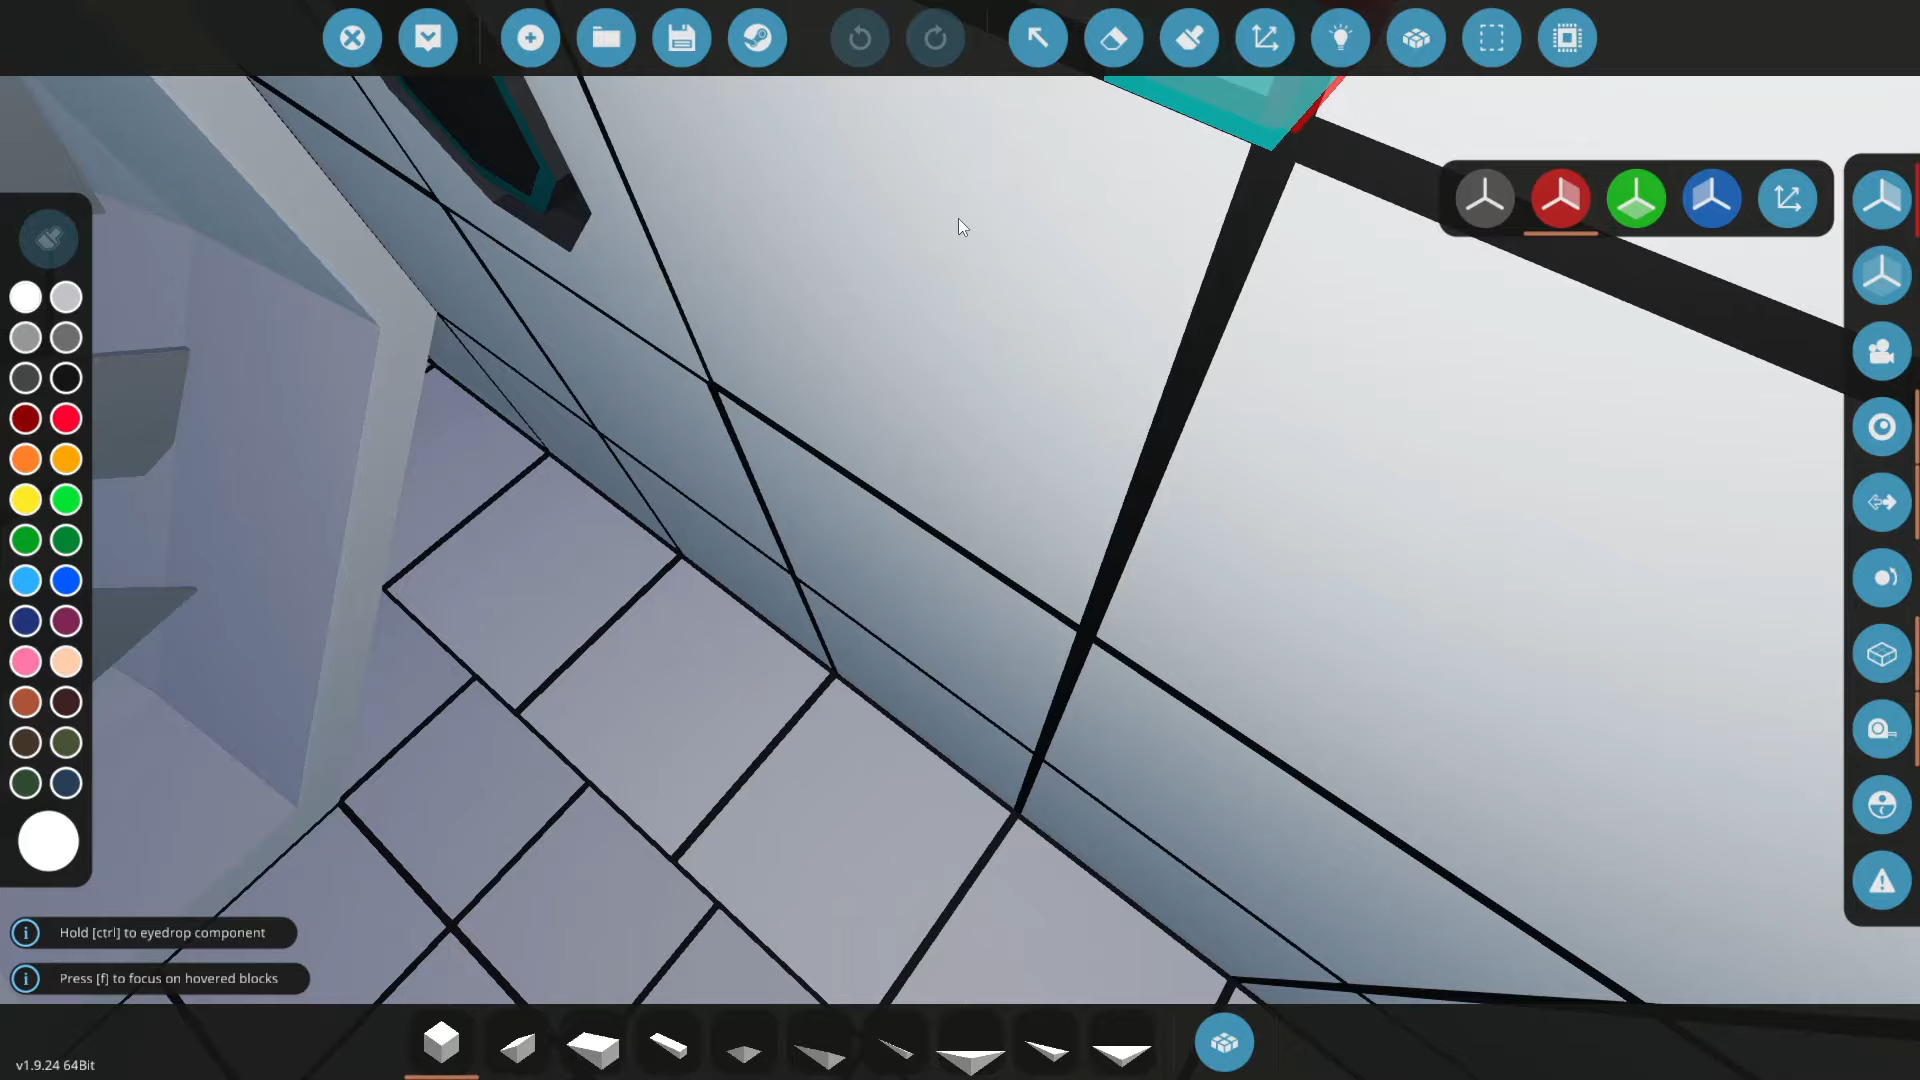 Hold [ctrl] to eyedrop component
Press [f] to focus on hovered blocks
v1.9.24 64Bit